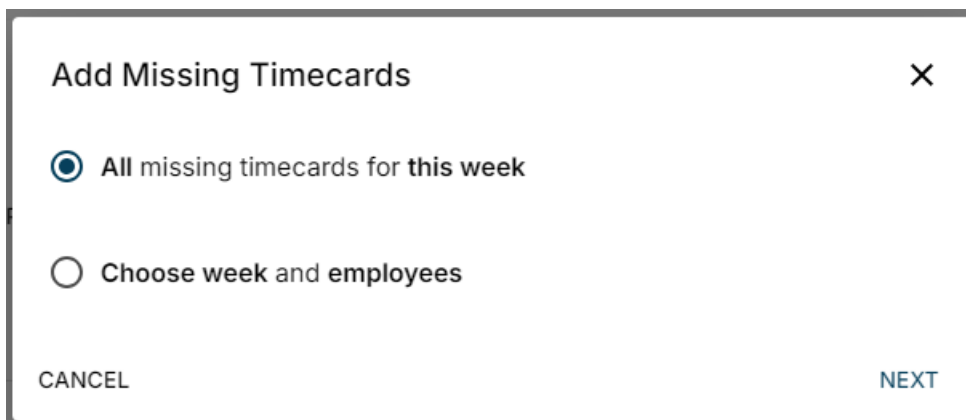 Add Missing Timecards
All missing timecards for this week
Choose week and employees
CANCEL
NEXT